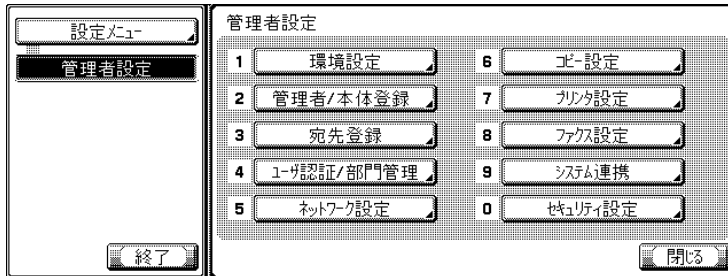 設定ﾒﾆｭｰ
管理者設定
終了
管理者設定
1 環境設定
2 管理者/本体登録
3 宛先登録
4 ﾕｰｻﾞ認証/部門管理
5 ﾈｯﾄﾜｰｸ設定
6 ｺﾋﾟｰ設定
7 ﾌﾟﾘﾝﾀ設定
8 ﾌｧｸｽ設定
9 ｼｽﾃﾑ連携
0 ｾｷｭﾘﾃｨ設定
閉じる